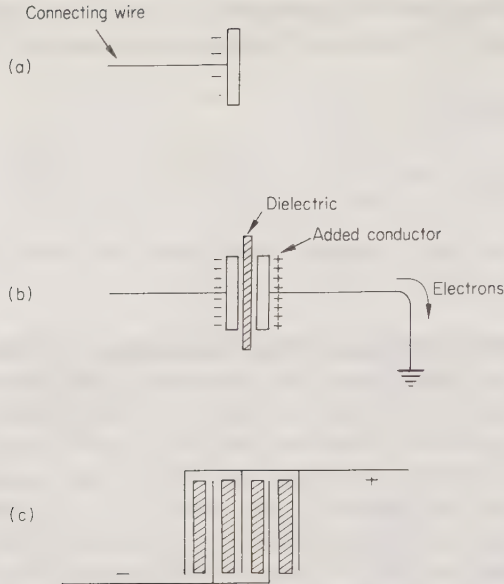 Connecting wire
(a)
Dielectric
Added conductor
(b)
Electrons
(c)
+
−